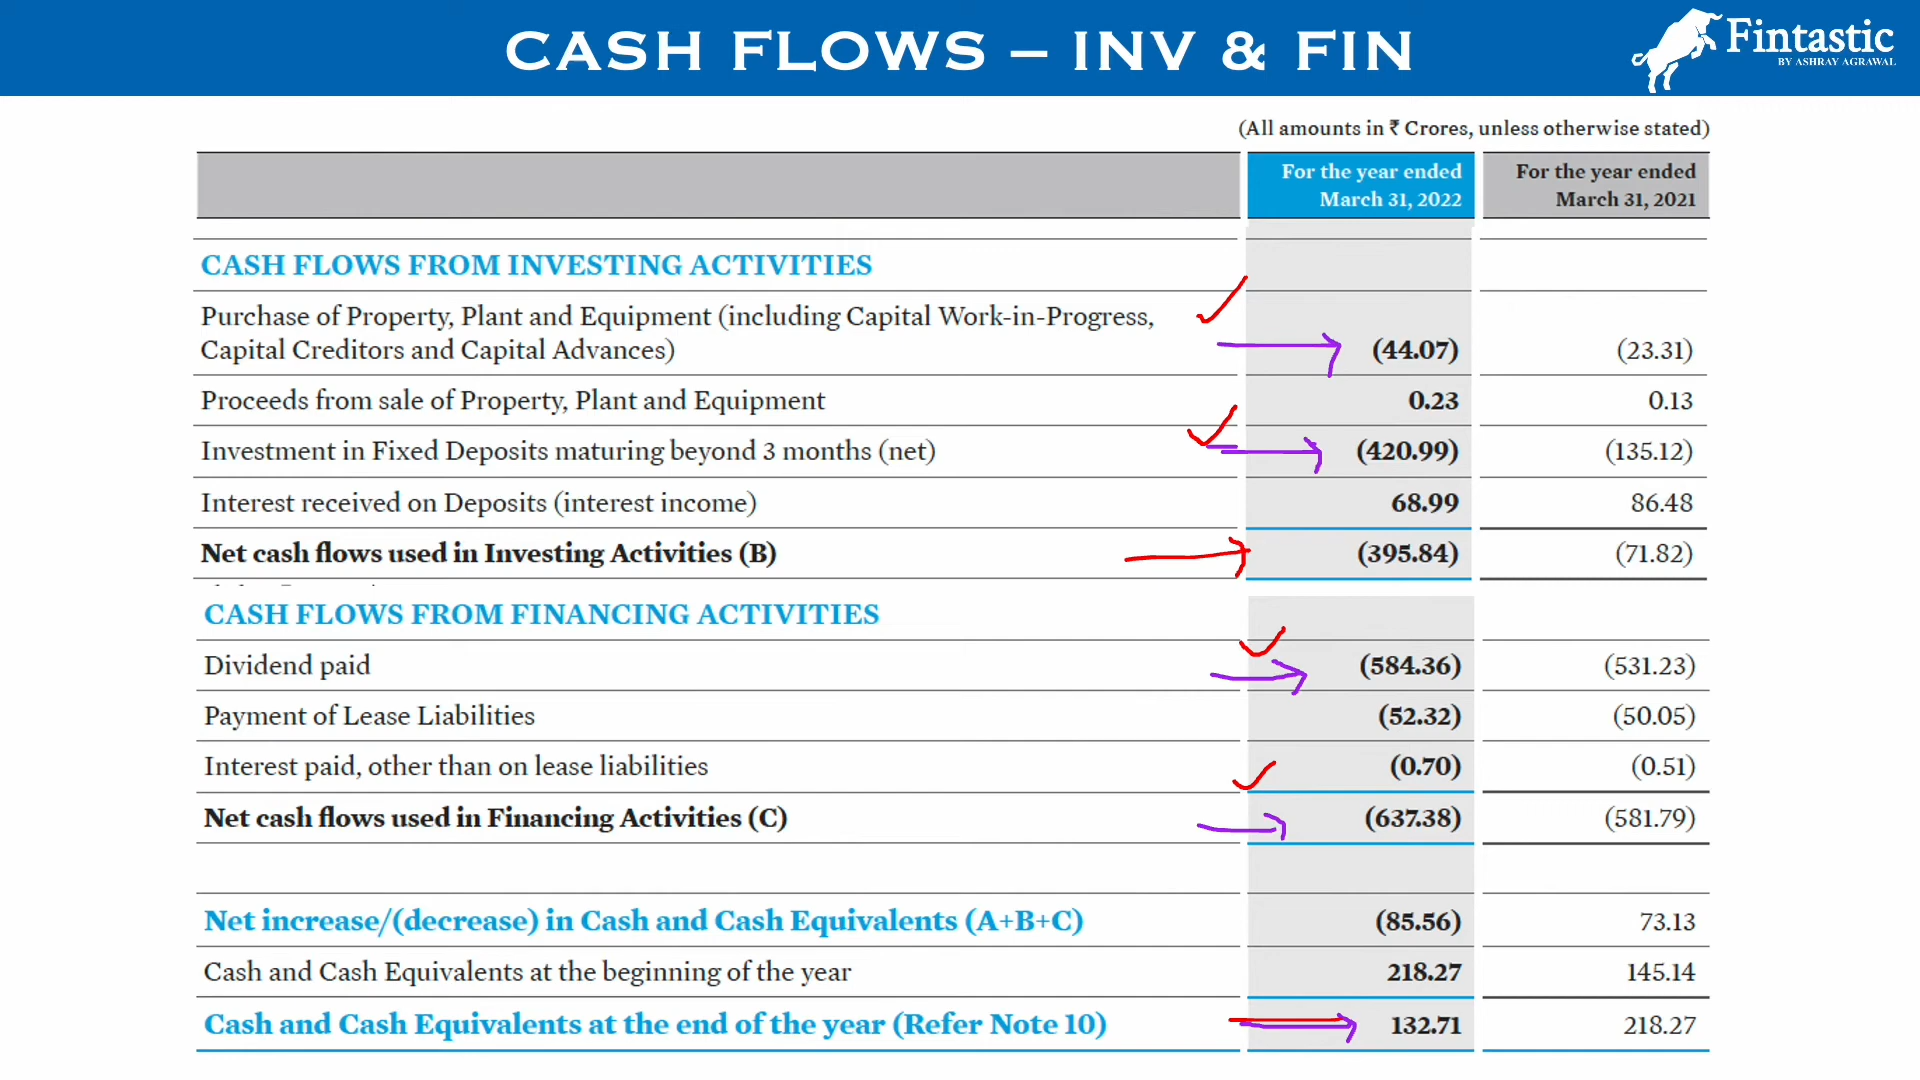 CASH FLOWS – INV & FIN
Fintastic
BY ASHRAY AGRAWAL
(All amounts in ₹ Crores, unless otherwise stated)
For the year ended March 31, 2022 For the year ended March 31, 2021
CASH FLOWS FROM INVESTING ACTIVITIES
Purchase of Property, Plant and Equipment (including Capital Work-in-Progress,
Capital Creditors and Capital Advances) (44.07) (23.31)
Proceeds from sale of Property, Plant and Equipment 0.23 0.13
Investment in Fixed Deposits maturing beyond 3 months (net) (420.99) (135.12)
Interest received on Deposits (interest income) 68.99 86.48
Net cash flows used in Investing Activities (B) (395.84) (71.82)
CASH FLOWS FROM FINANCING ACTIVITIES
Dividend paid (584.36) (531.23)
Payment of Lease Liabilities (52.32) (50.05)
Interest paid, other than on lease liabilities (0.70) (0.51)
Net cash flows used in Financing Activities (C) (637.38) (581.79)
Net increase/(decrease) in Cash and Cash Equivalents (A+B+C) (85.56) 73.13
Cash and Cash Equivalents at the beginning of the year 218.27 145.14
Cash and Cash Equivalents at the end of the year (Refer Note 10) 132.71 218.27